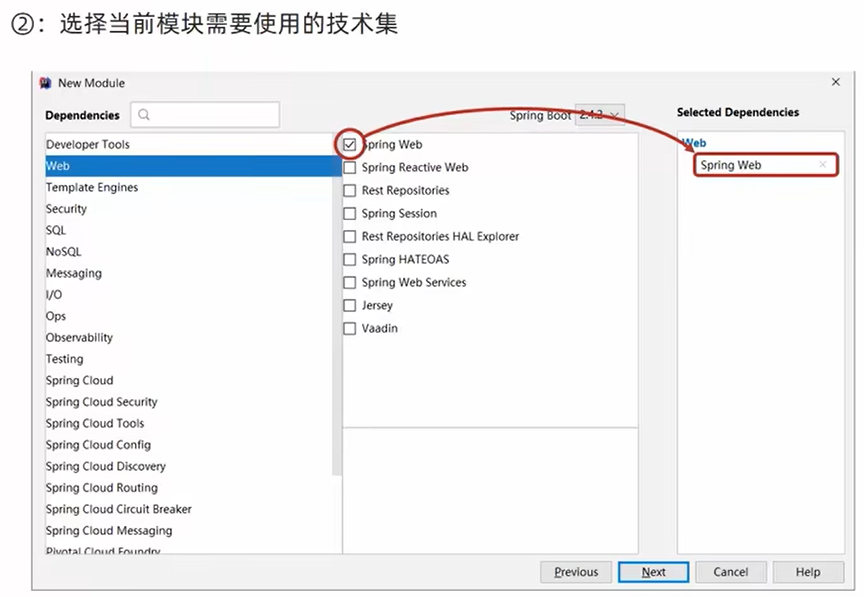 ②：选择当前模块需要使用的技术集
New Module
Dependencies
Spring Boot 2.4.2
Selected Dependencies
Developer Tools
Web
Template Engines
Security
SQL
NoSQL
Messaging
I/O
Ops
Observability
Testing
Spring Cloud
Spring Cloud Security
Spring Cloud Tools
Spring Cloud Config
Spring Cloud Discovery
Spring Cloud Routing
Spring Cloud Circuit Breaker
Spring Cloud Messaging
Pivotal Cloud Foundry
Spring Web
Spring Reactive Web
Rest Repositories
Spring Session
Rest Repositories HAL Explorer
Spring HATEOAS
Spring Web Services
Jersey
Vaadin
Web
Spring Web
Previous
Next
Cancel
Help